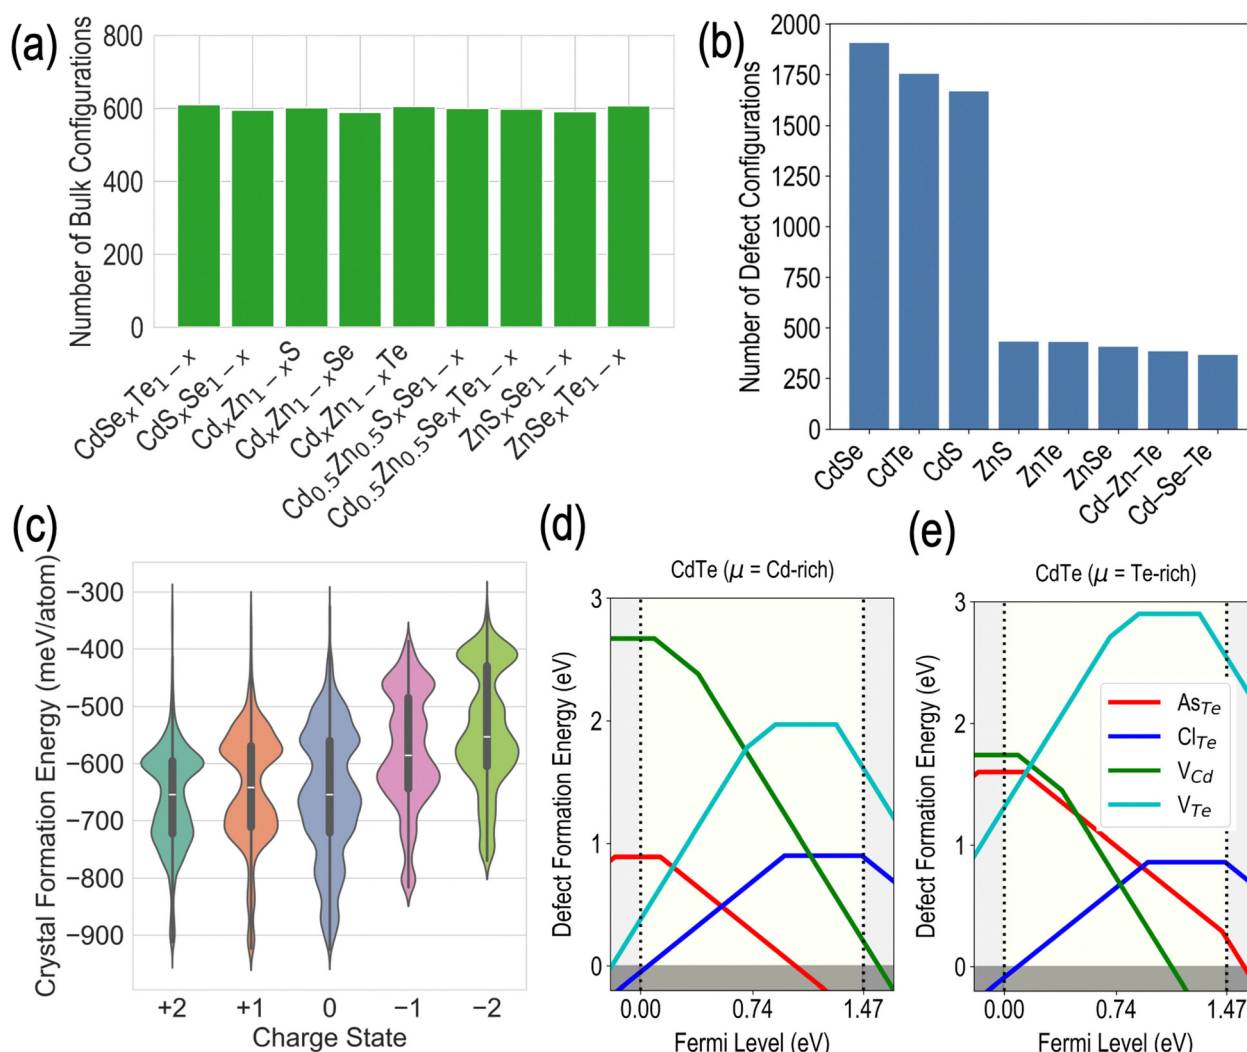 (a)
Number of Bulk Configurations
800
600
400
200
0
CdSeₓTe₁₋ₓ
CdSₓSe₁₋ₓ
CdₓZn₁₋ₓS
CdₓZn₁₋ₓSe
CdₓZn₁₋ₓTe
Cd₀.₅Zn₀.₅SₓSe₁₋ₓ
Cd₀.₅Zn₀.₅SeₓTe₁₋ₓ
ZnSₓSe₁₋ₓ
ZnSeₓTe₁₋ₓ
(b)
Number of Defect Configurations
2000
1750
1500
1250
1000
750
500
250
0
CdSe
CdTe
CdS
ZnS
ZnTe
ZnSe
Cd–Zn–Te
Cd–Se–Te
(c)
Crystal Formation Energy (meV/atom)
−300
−400
−500
−600
−700
−800
−900
+2 +1 0 −1 −2
Charge State
(d)
CdTe (μ = Cd-rich)
Defect Formation Energy (eV)
3
2
1
0
0.00 0.74 1.47
Fermi Level (eV)
(e)
CdTe (μ = Te-rich)
Defect Formation Energy (eV)
3
2
1
0
As_Te
Cl_Te
V_Cd
V_Te
0.00 0.74 1.47
Fermi Level (eV)